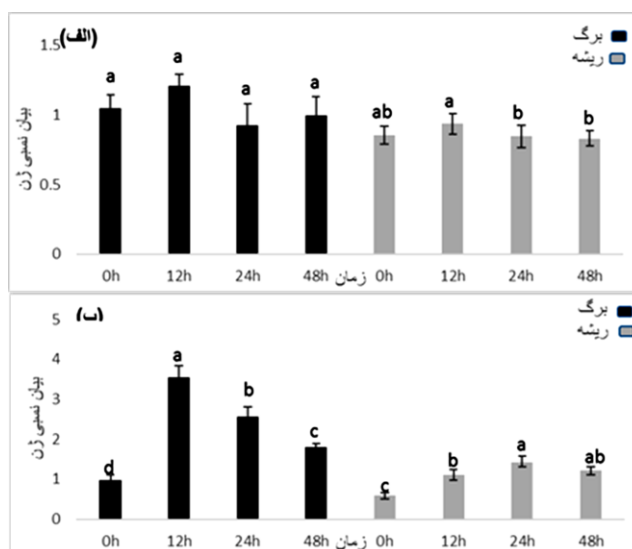 (الف)
برگ
ریشه
بیان نسبی ژن
1.5
1
0.5
0
a
a
a
a
ab
a
b
b
0h
12h
24h
48h
زمان
0h
12h
24h
48h
(ب)
برگ
ریشه
بیان نسبی ژن
5
4
3
2
1
0
d
a
b
c
c
b
a
ab
0h
12h
24h
48h
زمان
0h
12h
24h
48h